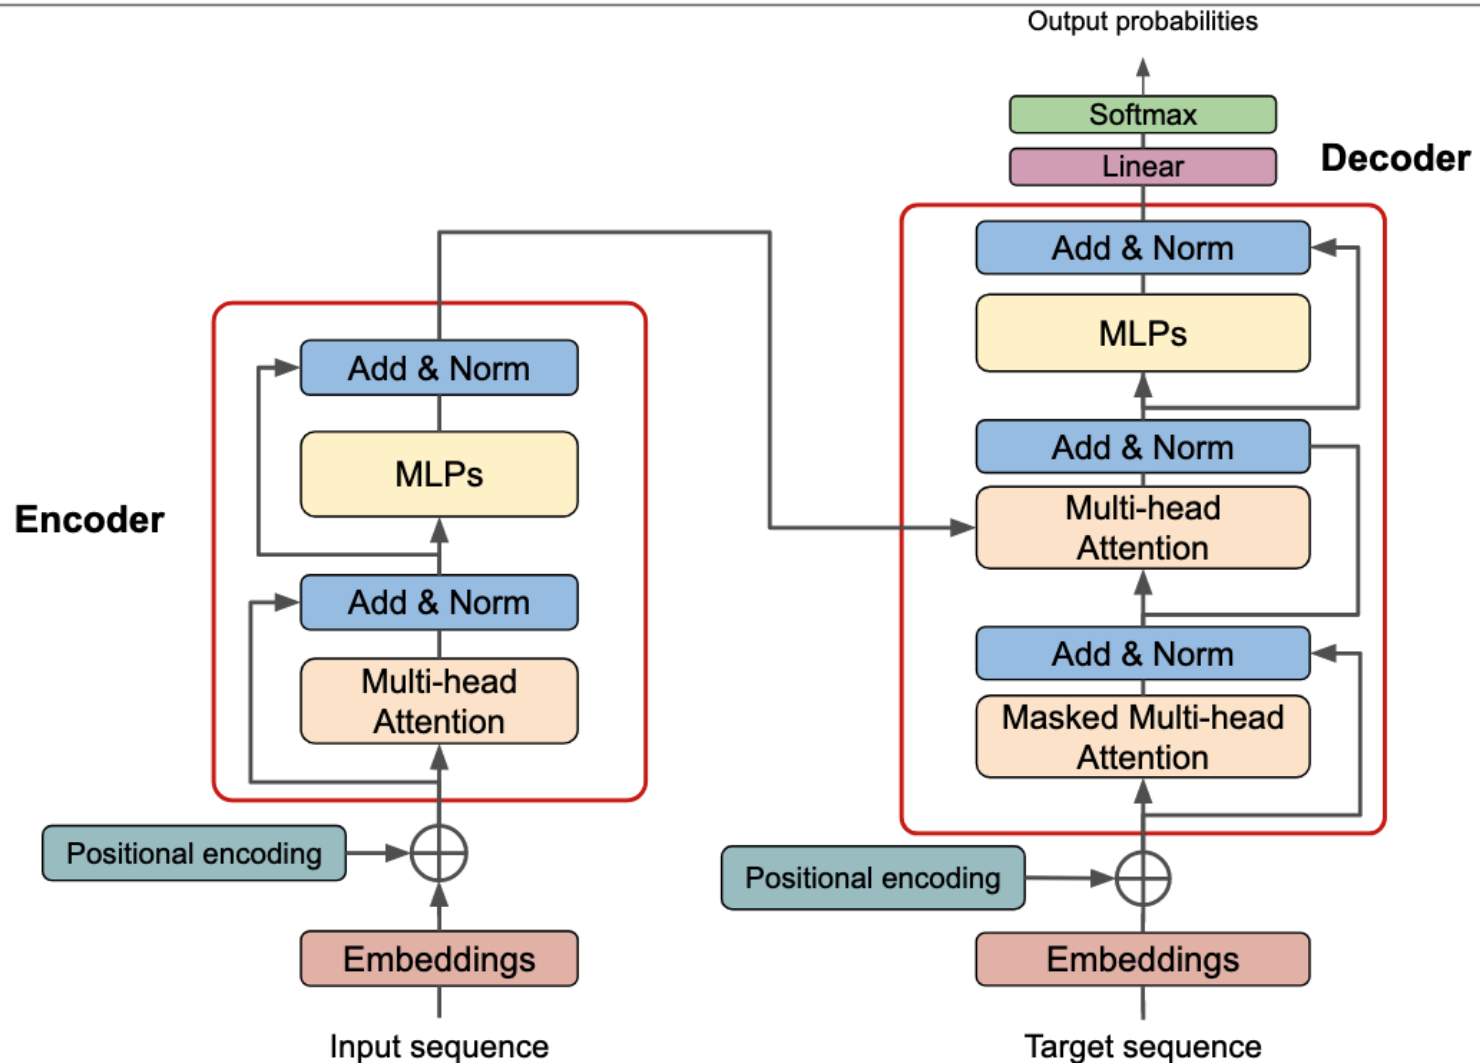 Output probabilities
Softmax
Linear
Decoder
Add & Norm
MLPs
Add & Norm
Multi-head
Attention
Add & Norm
Masked Multi-head
Attention
Positional encoding
Embeddings
Target sequence
Encoder
Add & Norm
MLPs
Add & Norm
Multi-head
Attention
Positional encoding
Embeddings
Input sequence